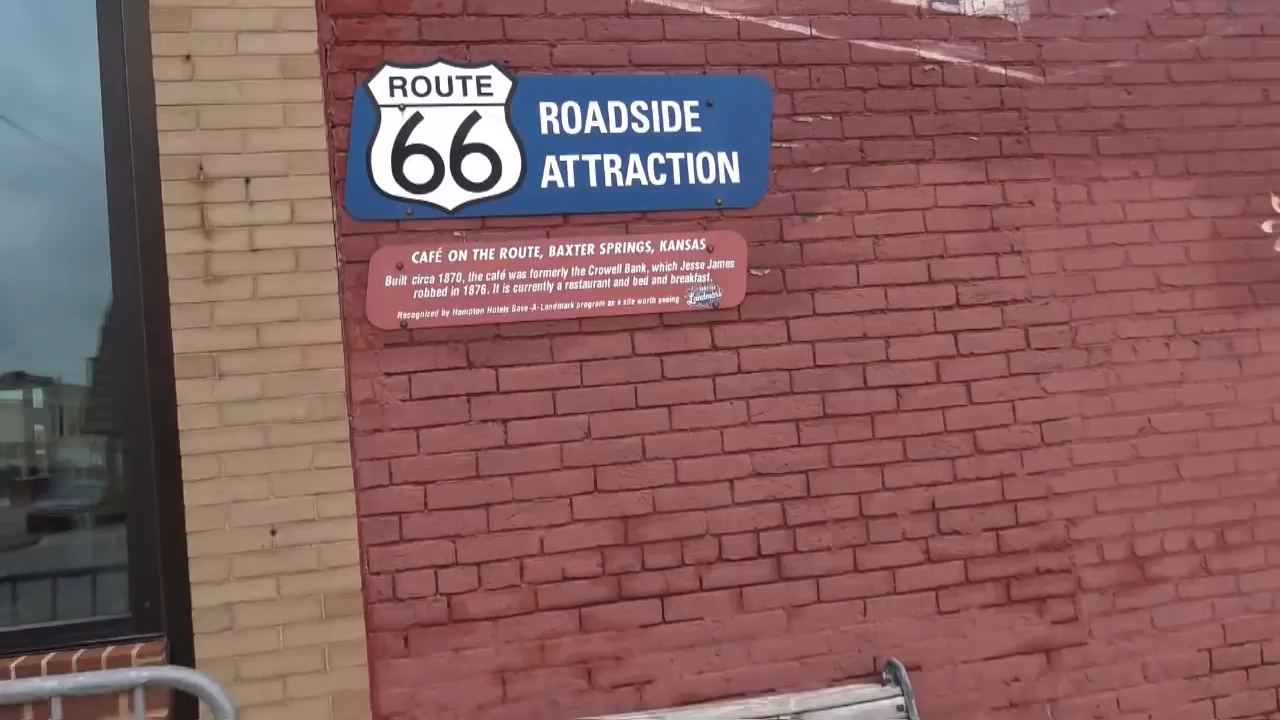 ROUTE
66
ROADSIDE
ATTRACTION
CAFÉ ON THE ROUTE, BAXTER SPRINGS, KANSAS
Built circa 1870, the café was formerly the Crowell Bank, which Jesse James
robbed in 1876. It is currently a restaurant and bed and breakfast.
Recognized by Hampton Hotels Save-A-Landmark program as a site worth seeing
Landmark